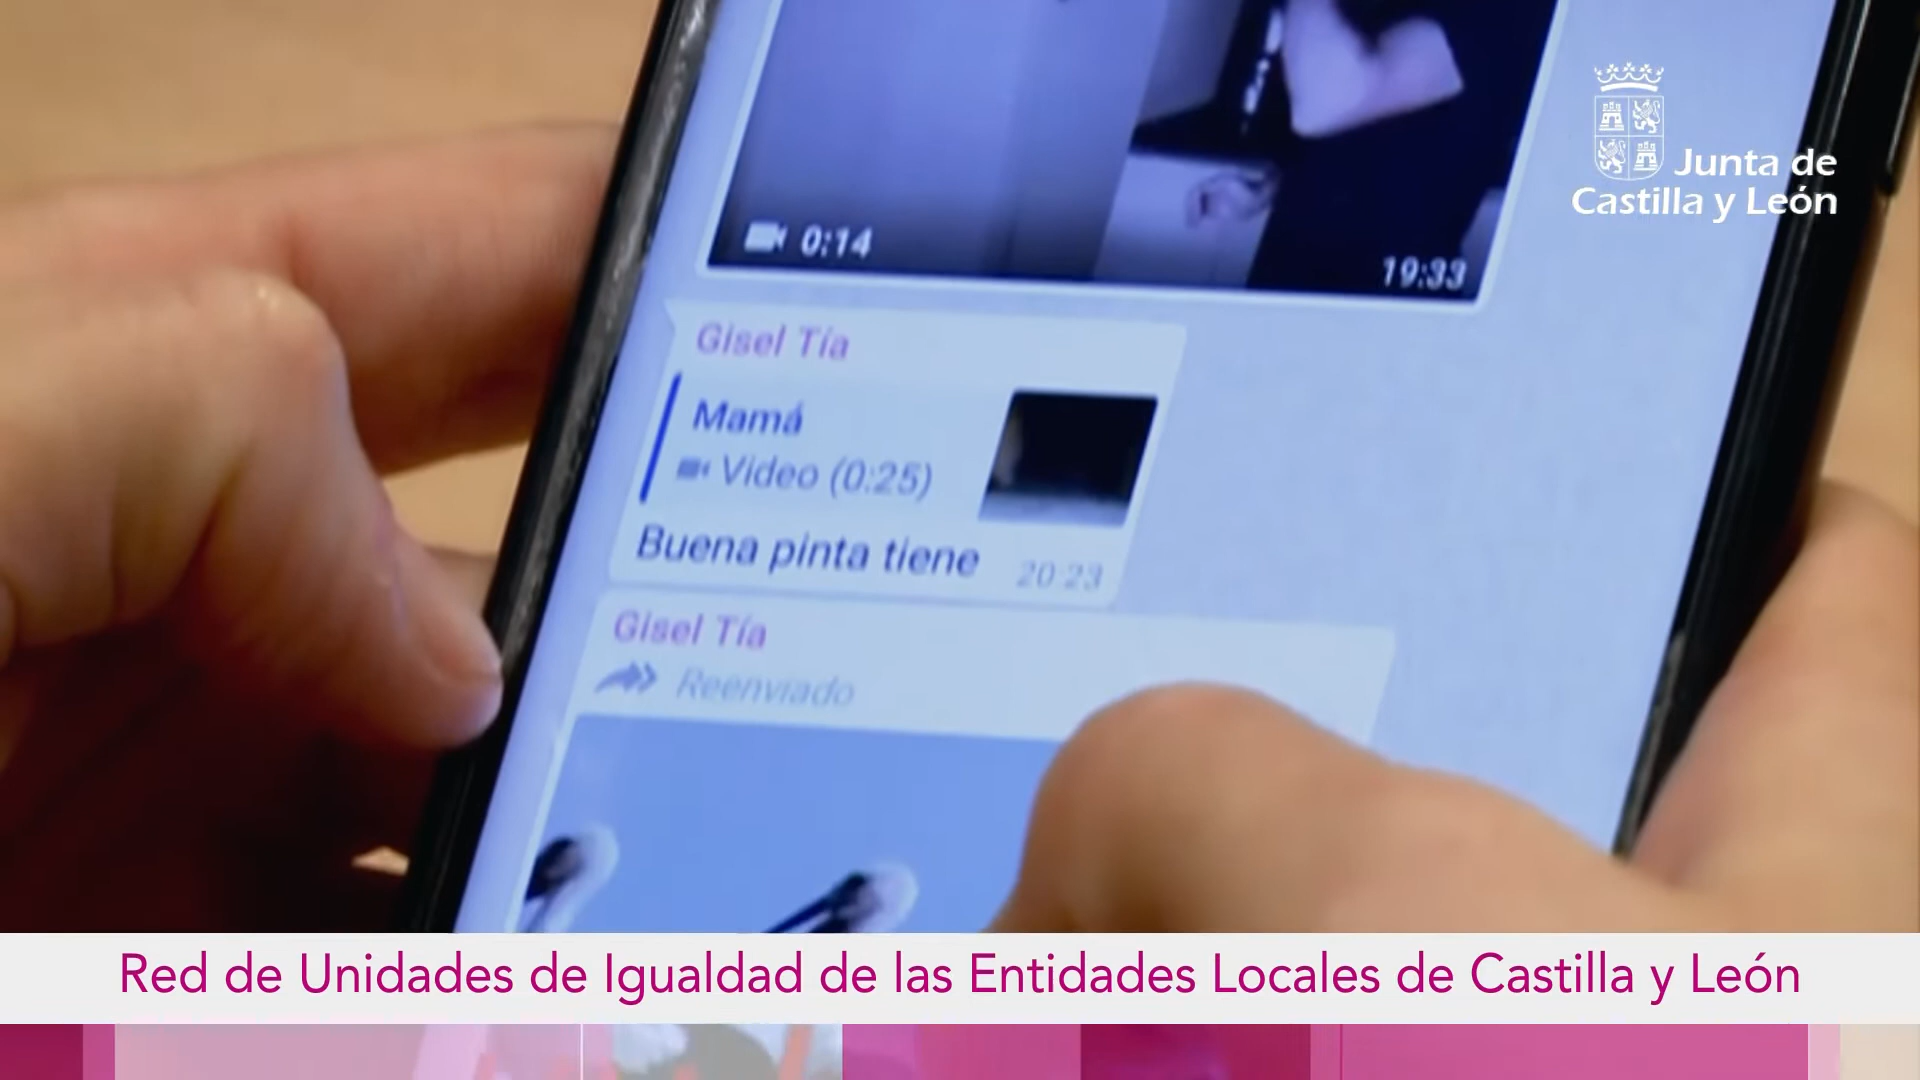 Junta de
Castilla y León
0:14
19:33
Gisel Tía
Mamá
Video (0:25)
Buena pinta tiene 20:23
Gisel Tía
Reenviado
Red de Unidades de Igualdad de las Entidades Locales de Castilla y León